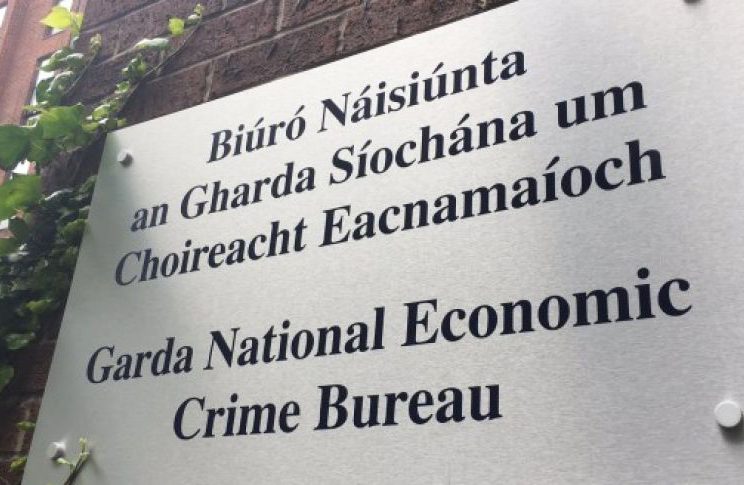 Biúró Náisiúnta
an Gharda Síochána um
Choireacht Eacnamaíoch
Garda National Economic
Crime Bureau